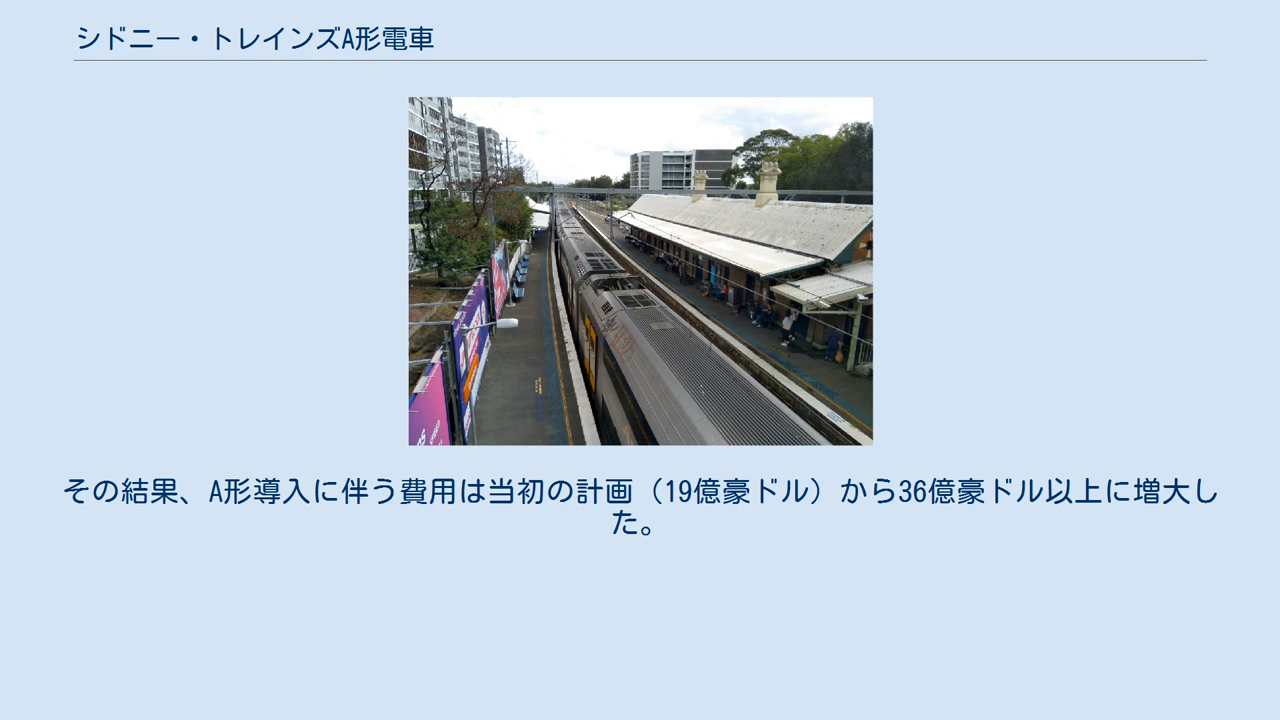 シドニー・トレインズA形電車
その結果、A形導入に伴う費用は当初の計画（19億豪ドル）から36億豪ドル以上に増大し
た。